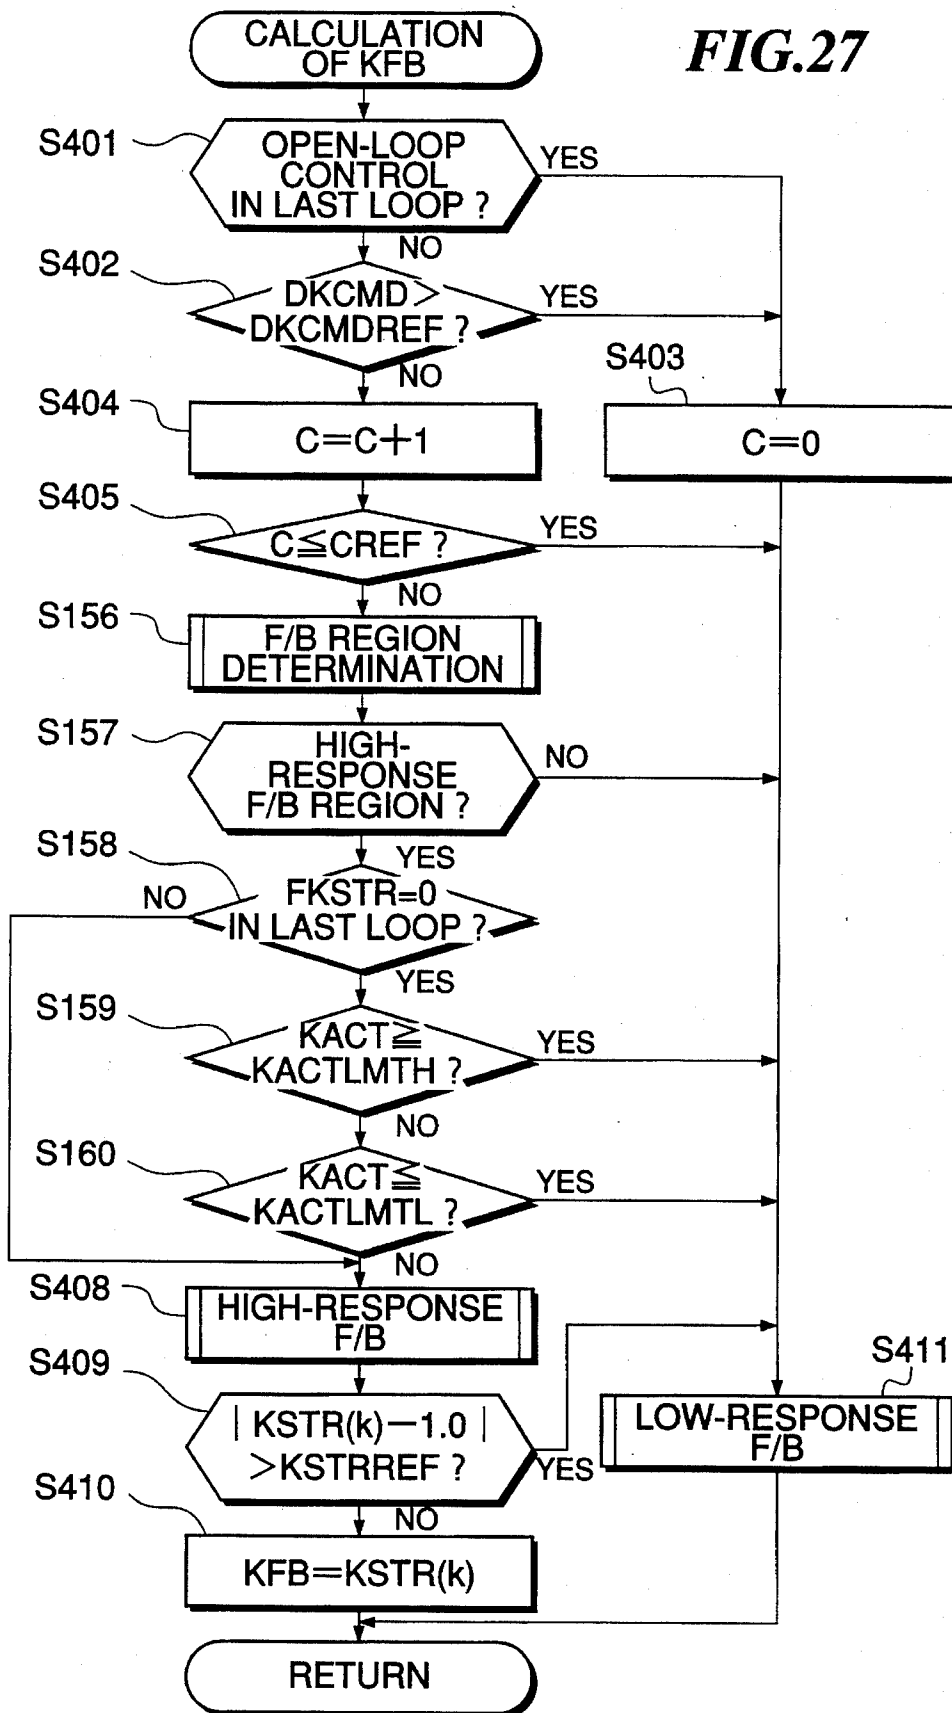 FIG.27
CALCULATION
OF KFB
S401
OPEN-LOOP
CONTROL
IN LAST LOOP ?
YES
NO
S402
DKCMD>
DKCMDREF ?
YES
NO
S403
C=0
S404
C=C+1
S405
C≦CREF ?
YES
NO
S156
F/B REGION
DETERMINATION
S157
HIGH-
RESPONSE
F/B REGION ?
NO
YES
S158
FKSTR=0
IN LAST LOOP ?
NO
YES
S159
KACT≧
KACTLMTH ?
YES
NO
S160
KACT≦
KACTLMTL ?
YES
NO
S408
HIGH-RESPONSE
F/B
S409
| KSTR(k)−1.0 |
>KSTRREF ?
YES
NO
S411
LOW-RESPONSE
F/B
S410
KFB=KSTR(k)
RETURN